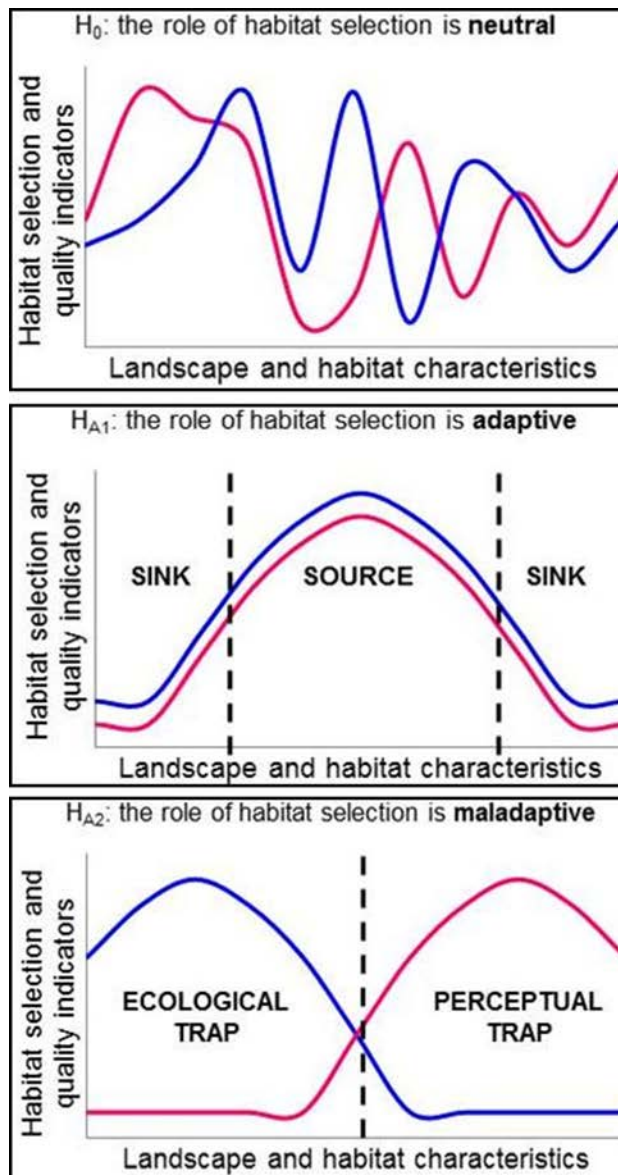 H₀: the role of habitat selection is neutral
Habitat selection and
quality indicators
Landscape and habitat characteristics
H_A1: the role of habitat selection is adaptive
Habitat selection and
quality indicators
SINK
SOURCE
SINK
Landscape and habitat characteristics
H_A2: the role of habitat selection is maladaptive
Habitat selection and
quality indicators
ECOLOGICAL
TRAP
PERCEPTUAL
TRAP
Landscape and habitat characteristics